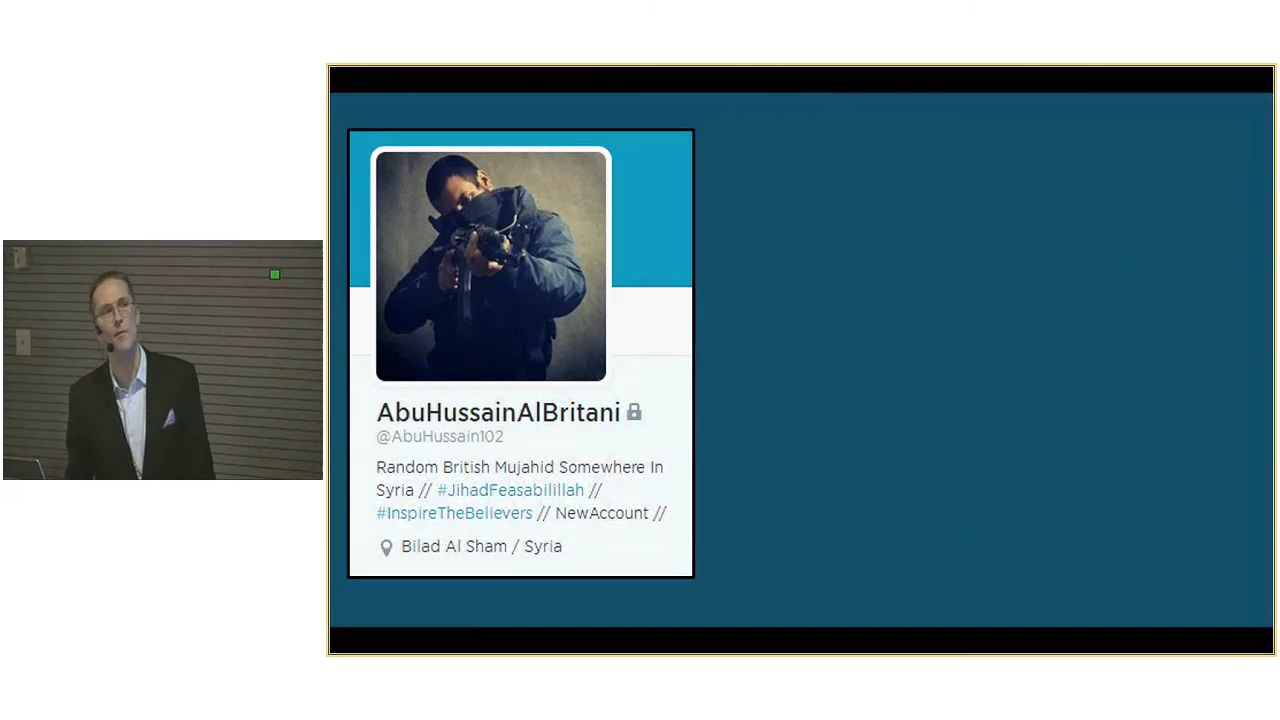 AbuHussainAlBritani
@AbuHussain102
Random British Mujahid Somewhere In
Syria // #JihadFeasabilillah //
#InspireTheBelievers // NewAccount //
Bilad Al Sham / Syria